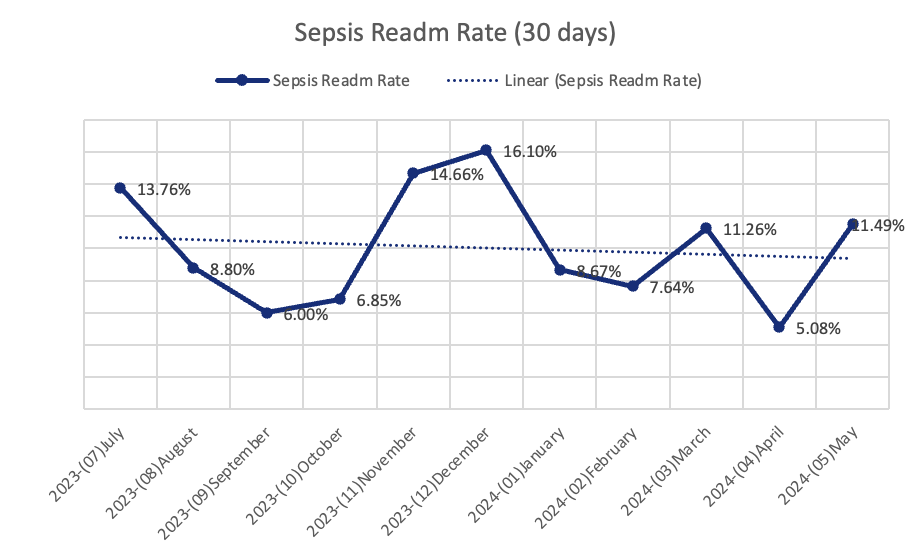 Sepsis Readm Rate (30 days)
Sepsis Readm Rate
Linear (Sepsis Readm Rate)
13.76%
8.80%
6.00%
6.85%
14.66%
16.10%
8.67%
7.64%
11.26%
5.08%
11.49%
2023-(07)July
2023-(08)August
2023-(09)September
2023-(10)October
2023-(11)November
2023-(12)December
2024-(01)January
2024-(02)February
2024-(03)March
2024-(04)April
2024-(05)May